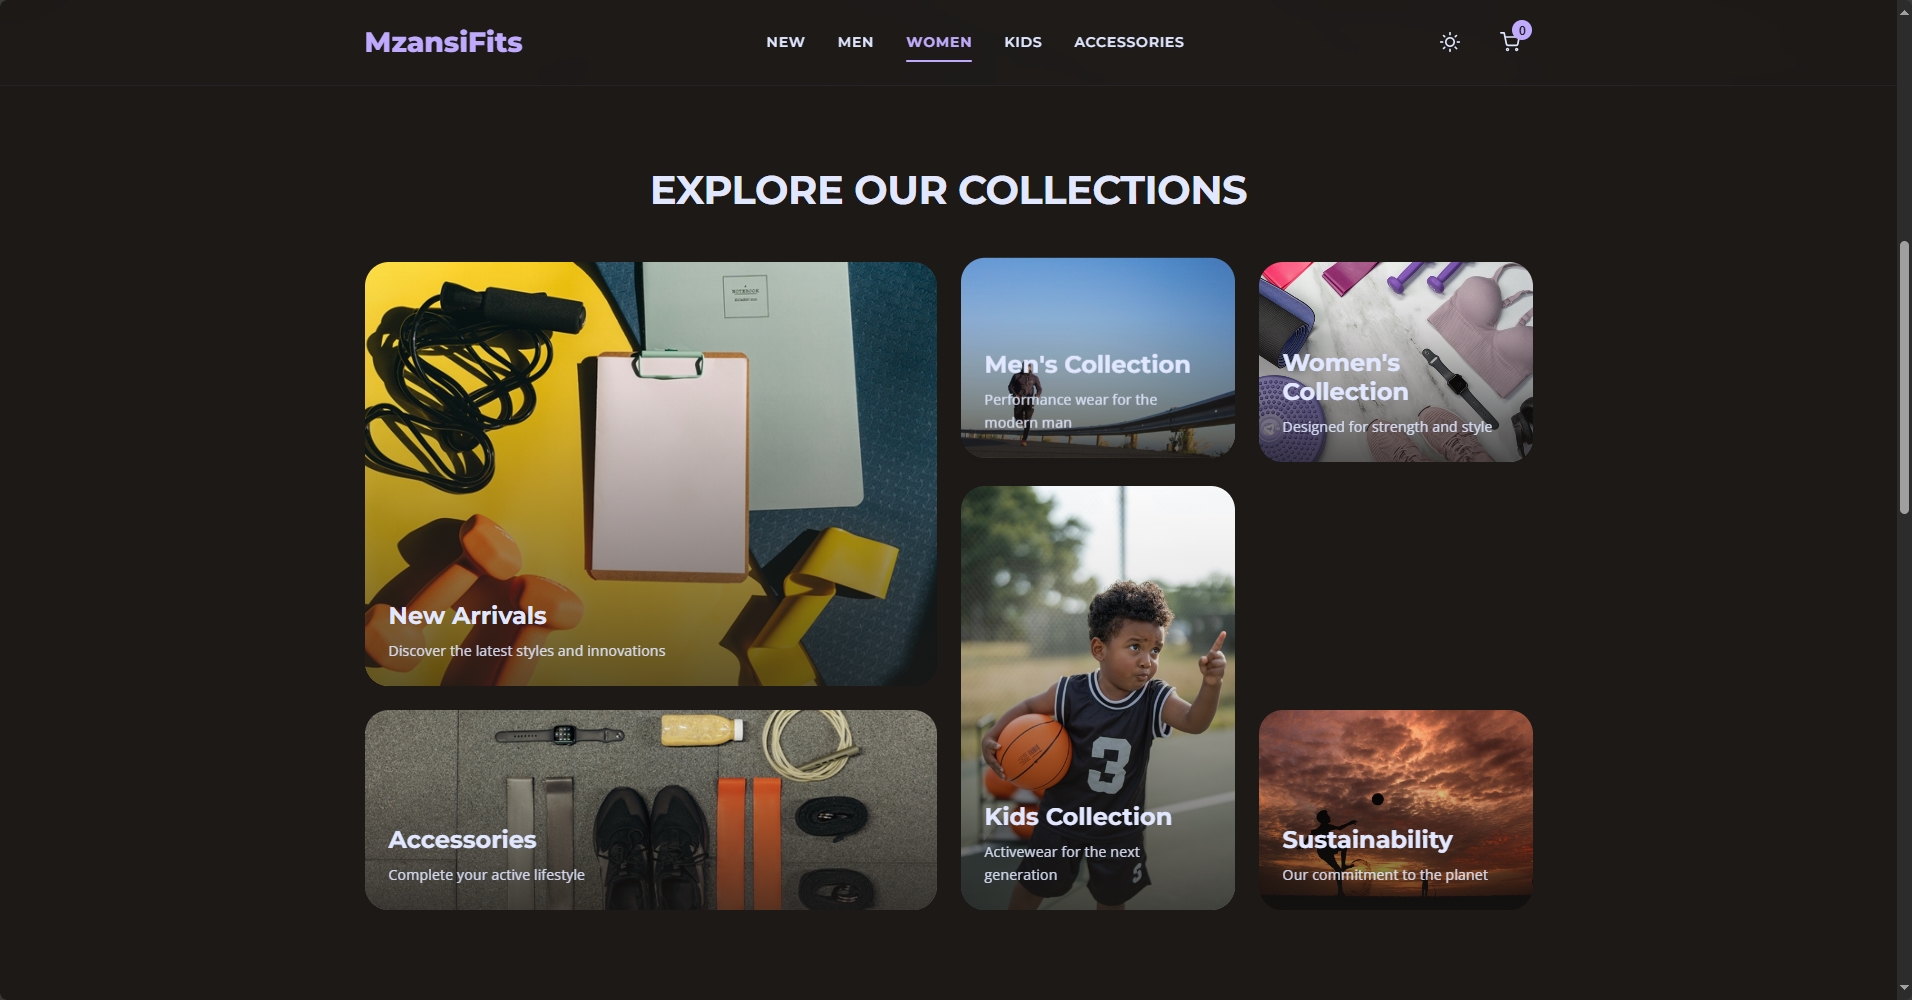 MzansiFits
NEW
MEN
WOMEN
KIDS
ACCESSORIES
0
EXPLORE OUR COLLECTIONS
NOTEBOOK
New Arrivals
Discover the latest styles and innovations
Men's Collection
Performance wear for the
modern man
Women's
Collection
Designed for strength and style
3
S
Kids Collection
Activewear for the next
generation
Accessories
Complete your active lifestyle
Sustainability
Our commitment to the planet